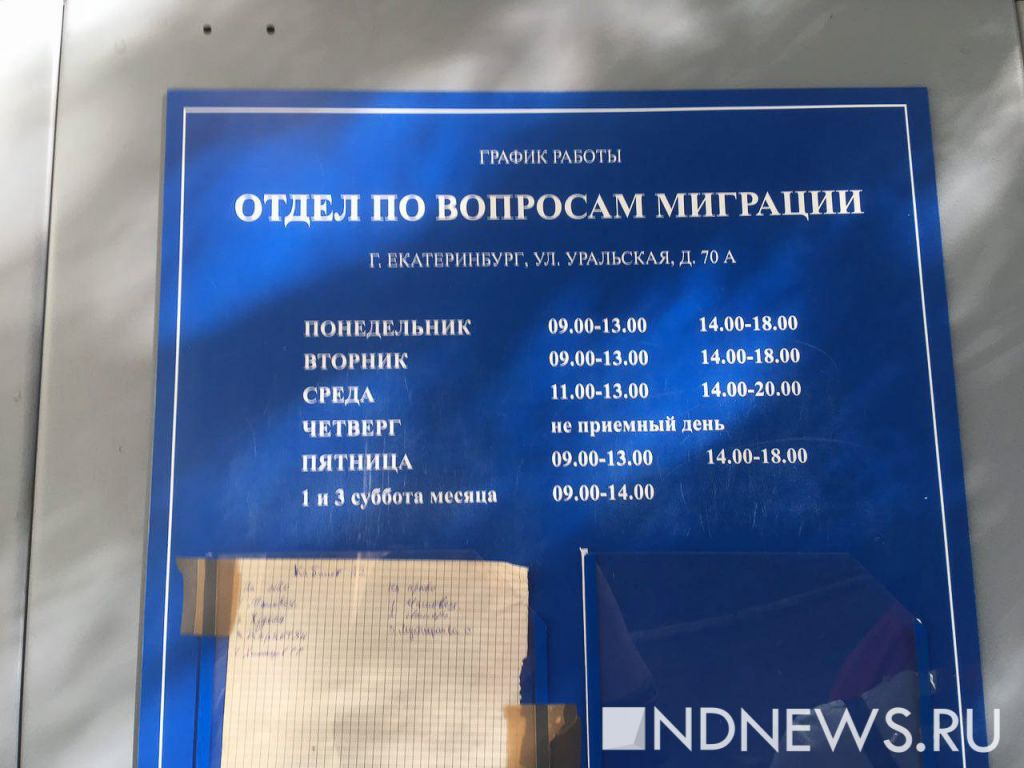 ГРАФИК РАБОТЫ
ОТДЕЛ ПО ВОПРОСАМ МИГРАЦИИ
Г. ЕКАТЕРИНБУРГ, УЛ. УРАЛЬСКАЯ, Д. 70 А
ПОНЕДЕЛЬНИК 09.00-13.00 14.00-18.00
ВТОРНИК 09.00-13.00 14.00-18.00
СРЕДА 11.00-13.00 14.00-20.00
ЧЕТВЕРГ не приемный день
ПЯТНИЦА 09.00-13.00 14.00-18.00
1 и 3 суббота месяца 09.00-14.00
NDNEWS.RU